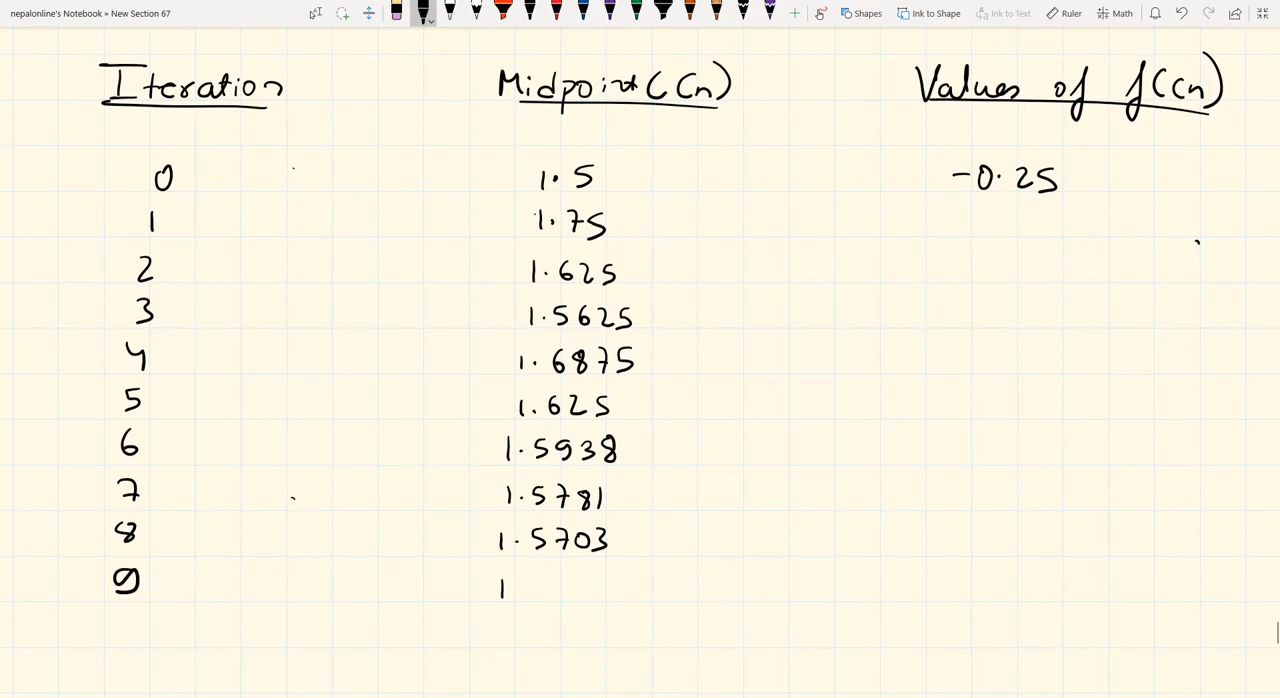 nepalonline's Notebook » New Section 67
Shapes Ink to Shape Ink to Text Ruler Math
Iteration Midpoint (Cn) Values of f(Cn)
0 1.5 -0.25
1 1.75
2 1.625
3 1.5625
4 1.6875
5 1.625
6 1.5938
7 1.5781
8 1.5703
9 1